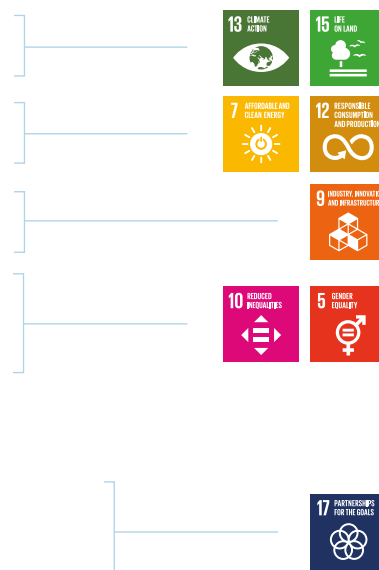 13 CLIMATE
ACTION
15 LIFE
ON LAND
7 AFFORDABLE AND
CLEAN ENERGY
12 RESPONSIBLE
CONSUMPTION
AND PRODUCTION
9 INDUSTRY, INNOVATI
AND INFRASTRUCTUR
10 REDUCED
INEQUALITIES
5 GENDER
EQUALITY
17 PARTNERSHIPS
FOR THE GOALS